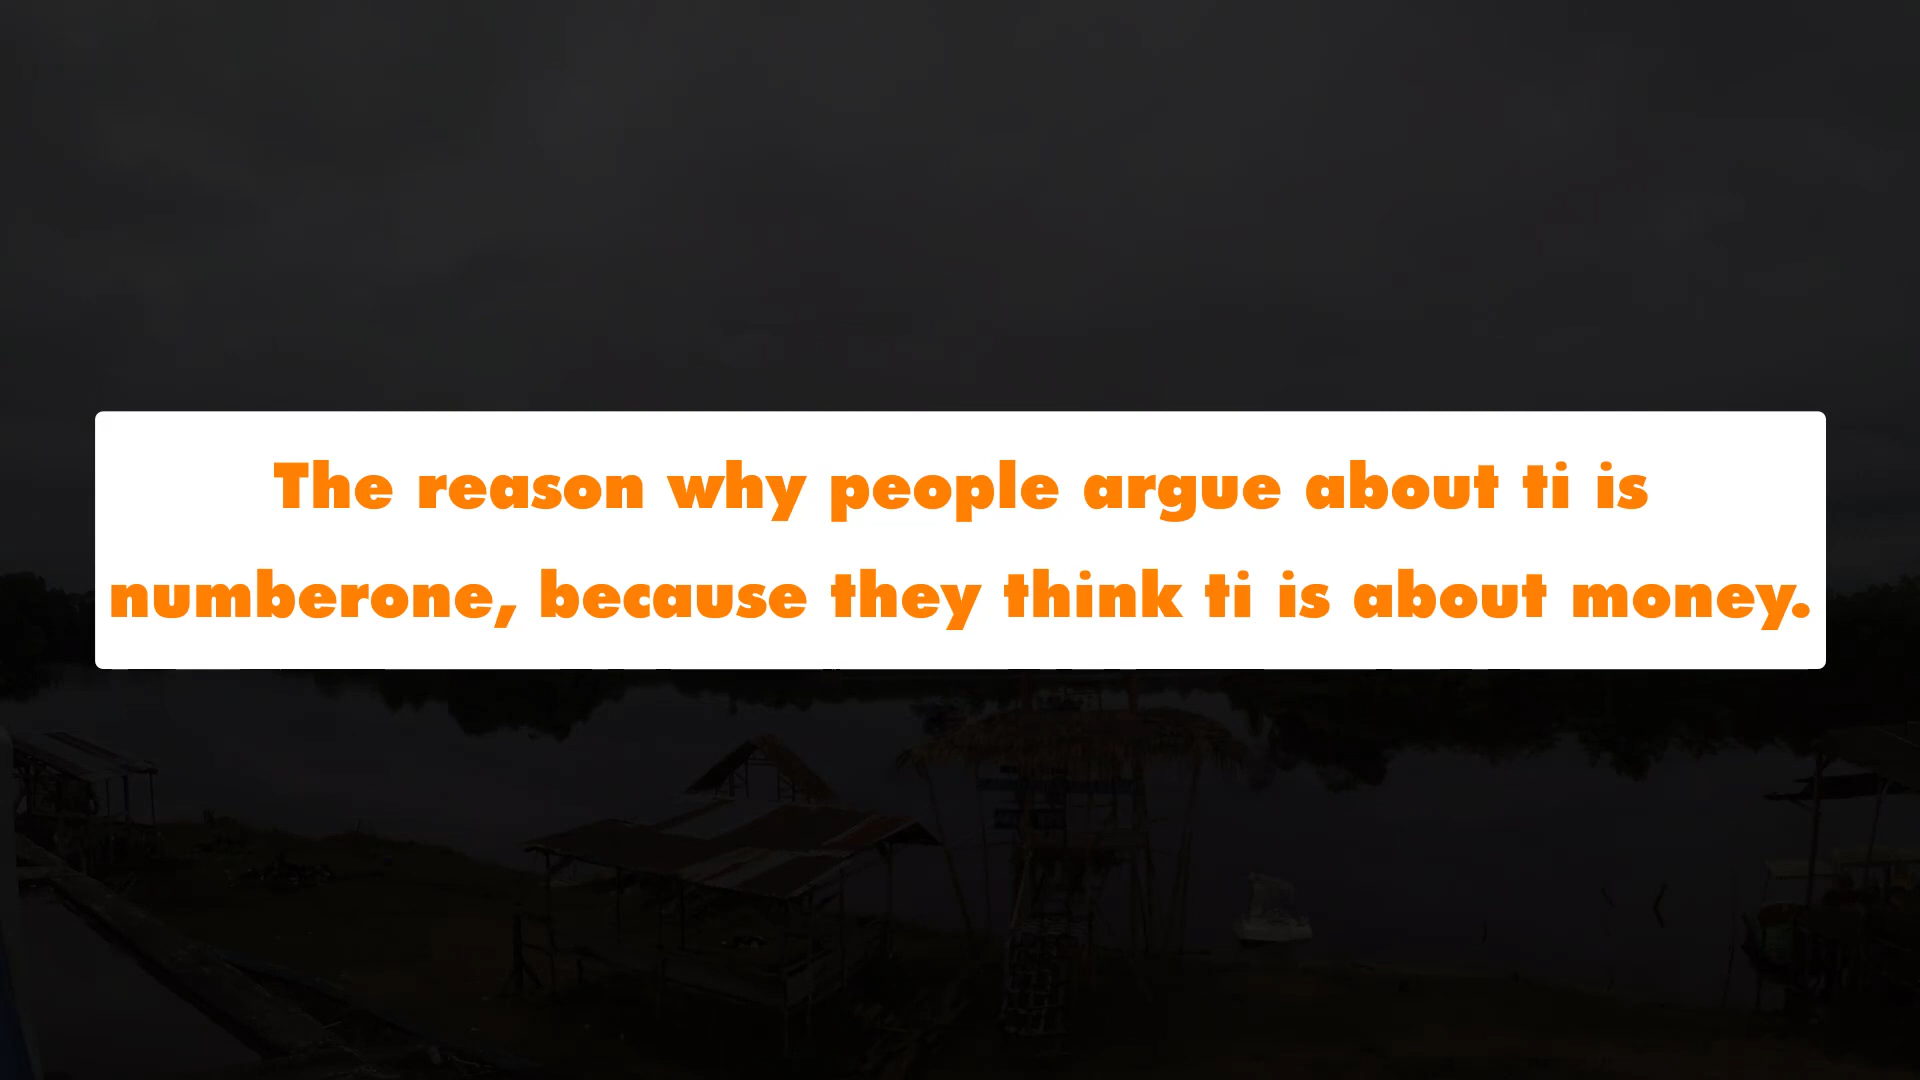 The reason why people argue about ti is
numberone, because they think ti is about money.